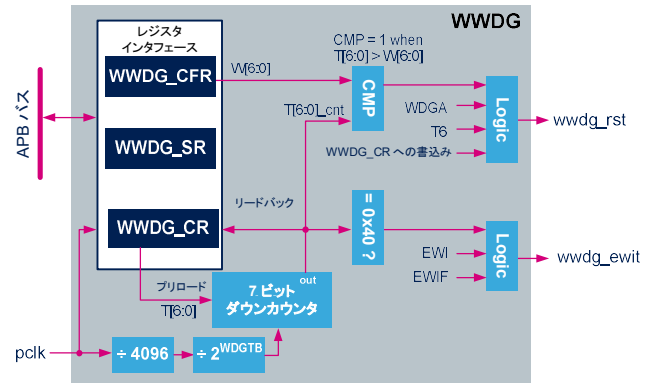 WWDG
レジスタ
インタフェース
CMP = 1 when
T[6:0] > W[6:0]
WWDG_CFR
W[6:0]
CMP
T[6:0]_cnt
WDGA
T6
WWDG_CR への書込み
Logic
wwdg_rst
APB バス
WWDG_SR
リードバック
WWDG_CR
= 0x40 ?
EWI
EWIF
Logic
wwdg_ewit
プリロード
T[6:0]
out
7.ビット
ダウンカウンタ
pclk
÷ 4096
÷ 2WDGTB